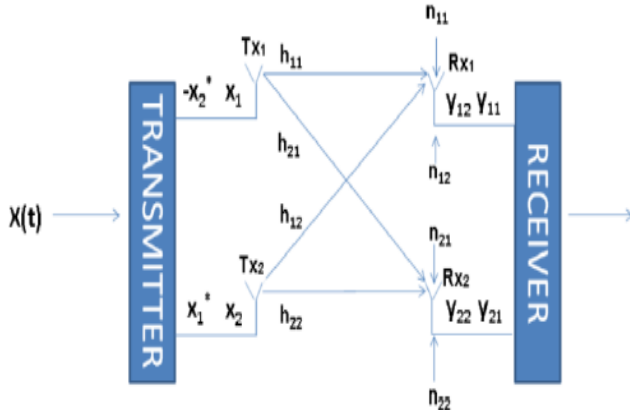 n₁₁
Tx₁
h₁₁
Rx₁
-x₂* x₁
y₁₂ y₁₁
TRANSMITTER
RECEIVER
h₂₁
n₁₂
X(t)
h₁₂
n₂₁
Tx₂
Rx₂
x₁* x₂
h₂₂
y₂₂ y₂₁
n₂₂